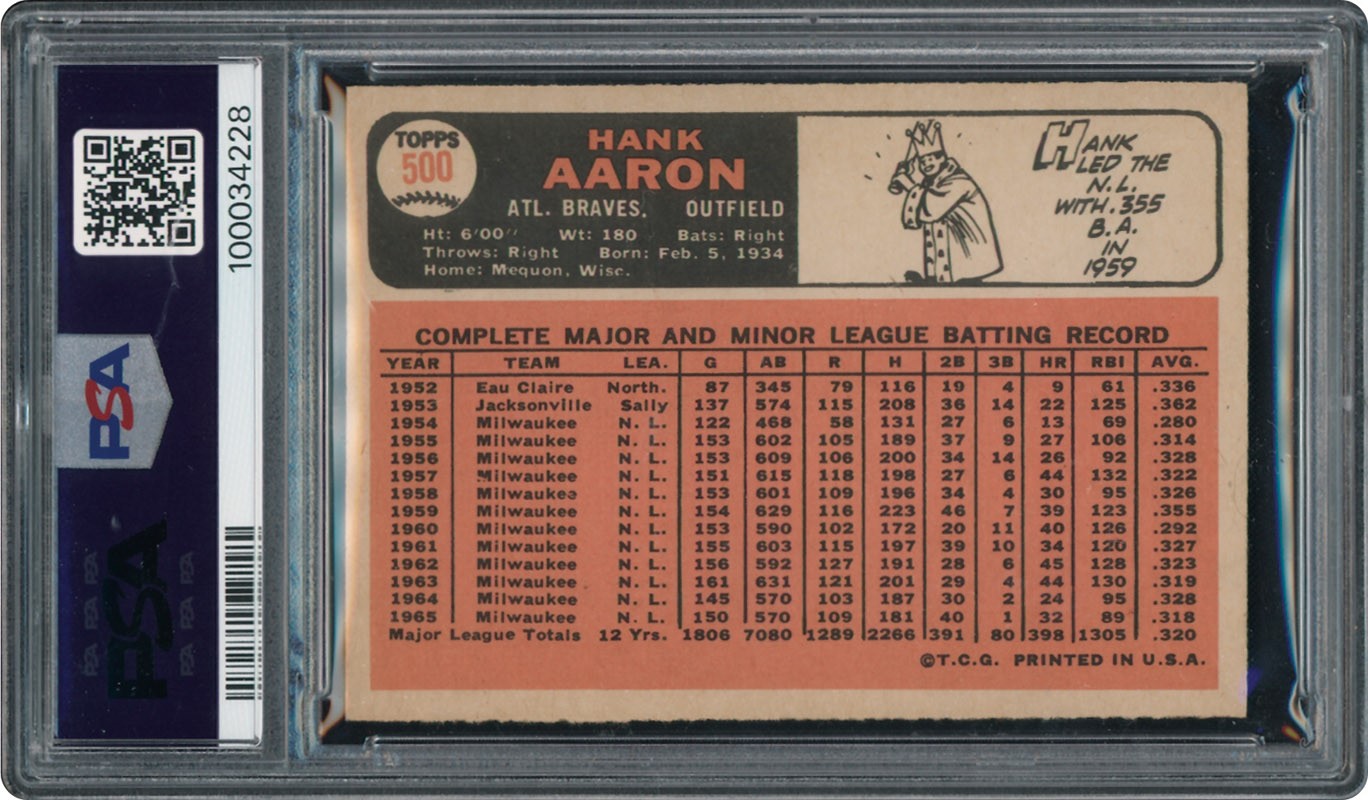 100034228
PSA
PSA
PSA PSA PSA
PSA PSA PSA
TOPPS
500
HANK
AARON
ATL. BRAVES. OUTFIELD
Ht: 6'00" Wt: 180 Bats: Right
Throws: Right Born: Feb. 5, 1934
Home: Mequon, Wisc.
HANK
LED THE
N.L.
WITH .355
B.A.
IN
1959
COMPLETE MAJOR AND MINOR LEAGUE BATTING RECORD
YEAR TEAM LEA. G AB R H 2B 3B HR RBI AVG.
1952 Eau Claire North. 87 345 79 116 19 4 9 61 .336
1953 Jacksonville Sally 137 574 115 208 36 14 22 125 .362
1954 Milwaukee N. L. 122 468 58 131 27 6 13 69 .280
1955 Milwaukee N. L. 153 602 105 189 37 9 27 106 .314
1956 Milwaukee N. L. 153 609 106 200 34 14 26 92 .328
1957 Milwaukee N. L. 151 615 118 198 27 6 44 132 .322
1958 Milwaukee N. L. 153 601 109 196 34 4 30 95 .326
1959 Milwaukee N. L. 154 629 116 223 46 7 39 123 .355
1960 Milwaukee N. L. 153 590 102 172 20 11 40 126 .292
1961 Milwaukee N. L. 155 603 115 197 39 10 34 120 .327
1962 Milwaukee N. L. 156 592 127 191 28 6 45 128 .323
1963 Milwaukee N. L. 161 631 121 201 29 4 44 130 .319
1964 Milwaukee N. L. 145 570 103 187 30 2 24 95 .328
1965 Milwaukee N. L. 150 570 109 181 40 1 32 89 .318
Major League Totals 12 Yrs. 1806 7080 1289 2266 391 80 398 1305 .320
©T.C.G. PRINTED IN U.S.A.